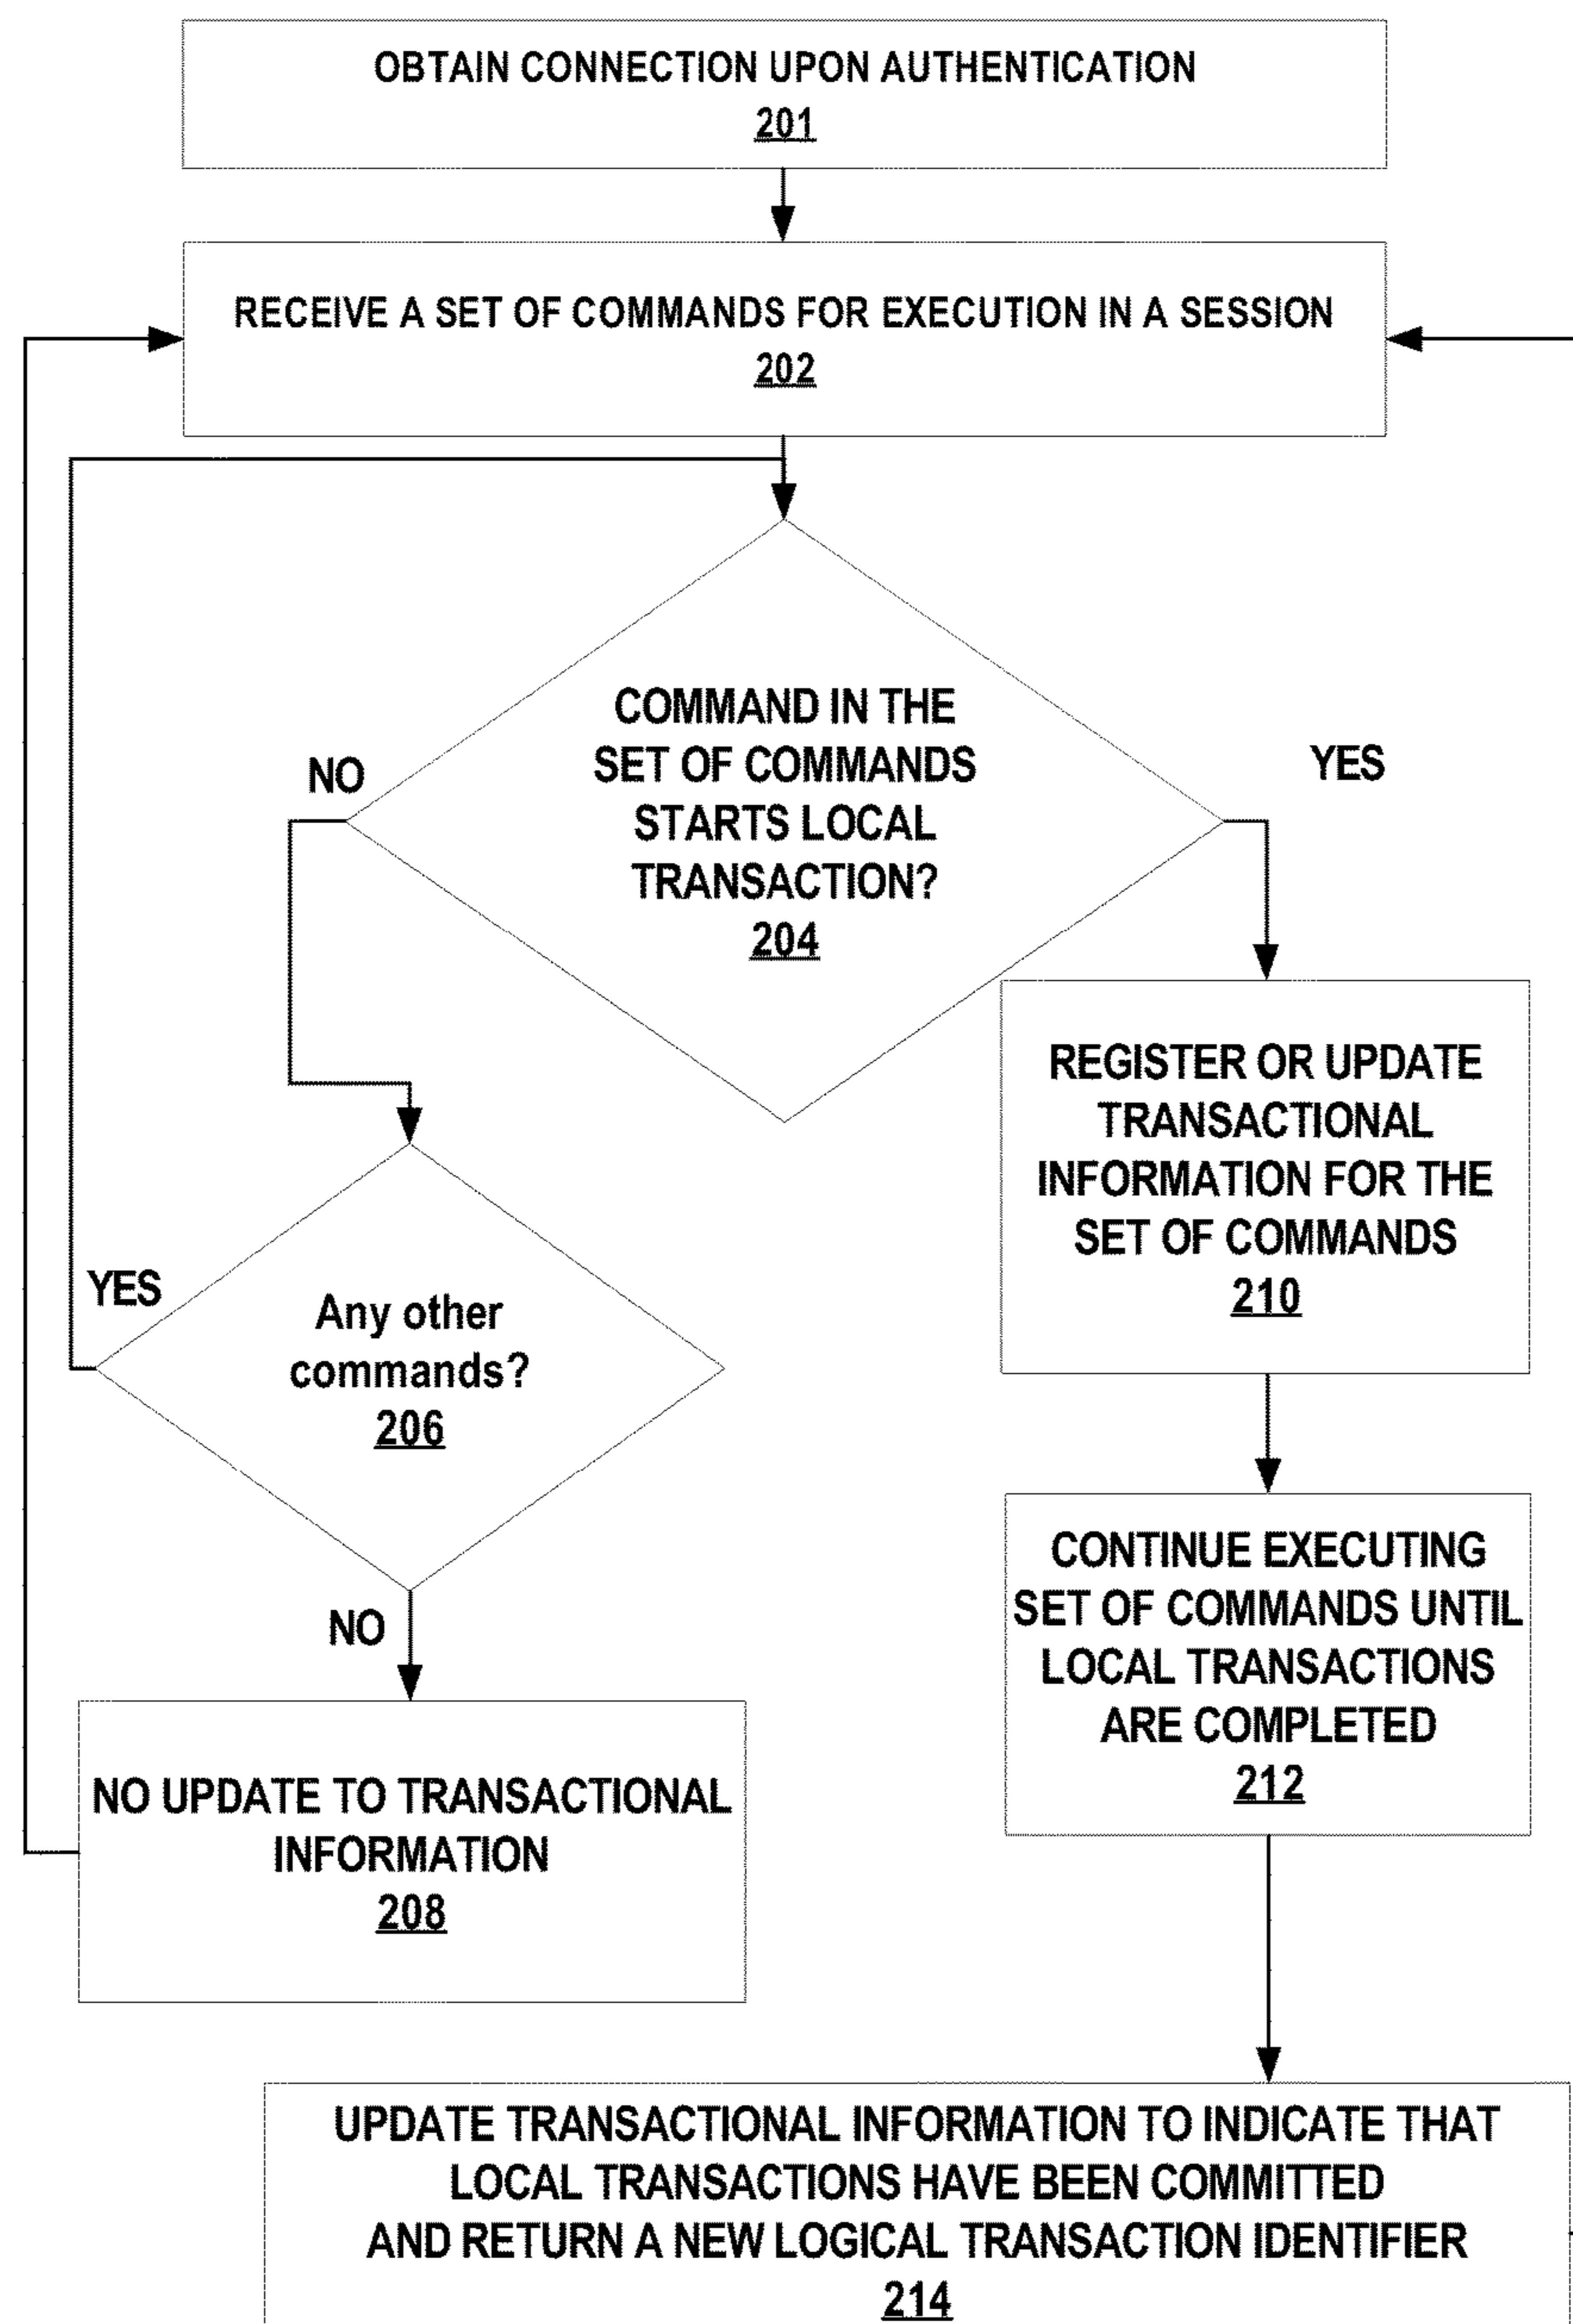 OBTAIN CONNECTION UPON AUTHENTICATION
201
RECEIVE A SET OF COMMANDS FOR EXECUTION IN A SESSION
202
COMMAND IN THE
SET OF COMMANDS
STARTS LOCAL
TRANSACTION?
204
NO
YES
REGISTER OR UPDATE
TRANSACTIONAL
INFORMATION FOR THE
SET OF COMMANDS
210
YES
Any other
commands?
206
NO
CONTINUE EXECUTING
SET OF COMMANDS UNTIL
LOCAL TRANSACTIONS
ARE COMPLETED
212
NO UPDATE TO TRANSACTIONAL
INFORMATION
208
UPDATE TRANSACTIONAL INFORMATION TO INDICATE THAT
LOCAL TRANSACTIONS HAVE BEEN COMMITTED
AND RETURN A NEW LOGICAL TRANSACTION IDENTIFIER
214